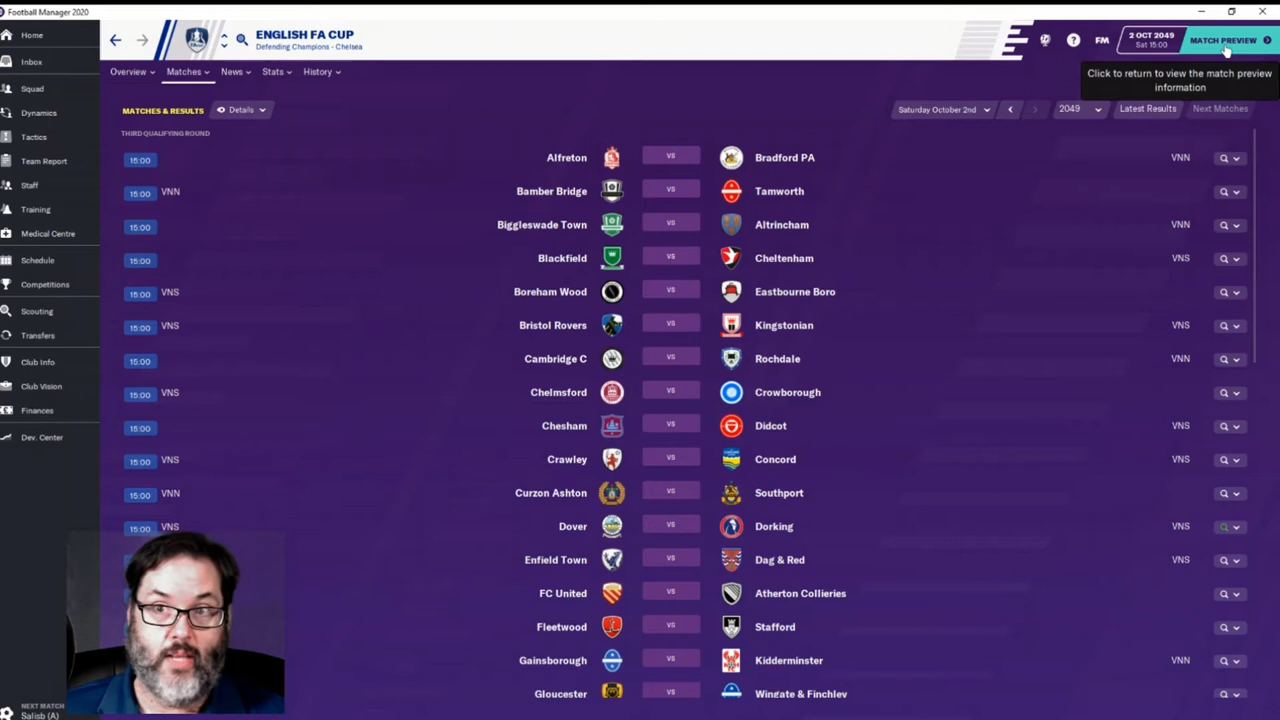 Football Manager 2020
Home
Inbox
Squad
Dynamics
Tactics
Team Report
Staff
Training
Medical Centre
Schedule
Competitions
Scouting
Transfers
Club Info
Club Vision
Finances
Dev. Center
NEXT MATCH
Salisb (A)
ENGLISH FA CUP
Defending Champions - Chelsea
FM
2 OCT 2049
Sat 15:00
MATCH PREVIEW
Click to return to view the match preview
information
Overview Matches News Stats History
MATCHES & RESULTS Details Saturday October 2nd 2049 Latest Results Next Matches
THIRD QUALIFYING ROUND
15:00 Alfreton VS Bradford PA VNN
15:00 VNN Bamber Bridge VS Tamworth
15:00 Biggleswade Town VS Altrincham VNN
15:00 Blackfield VS Cheltenham VNS
15:00 VNS Boreham Wood VS Eastbourne Boro
15:00 VNS Bristol Rovers VS Kingstonian VNS
15:00 Cambridge C VS Rochdale VNN
15:00 VNS Chelmsford VS Crowborough
15:00 Chesham VS Didcot VNS
15:00 VNS Crawley VS Concord VNS
15:00 VNN Curzon Ashton VS Southport
15:00 VNS Dover VS Dorking VNS
Enfield Town VS Dag & Red VNS
FC United VS Atherton Collieries
Fleetwood VS Stafford
Gainsborough VS Kidderminster VNN
Gloucester VS Wingate & Finchley